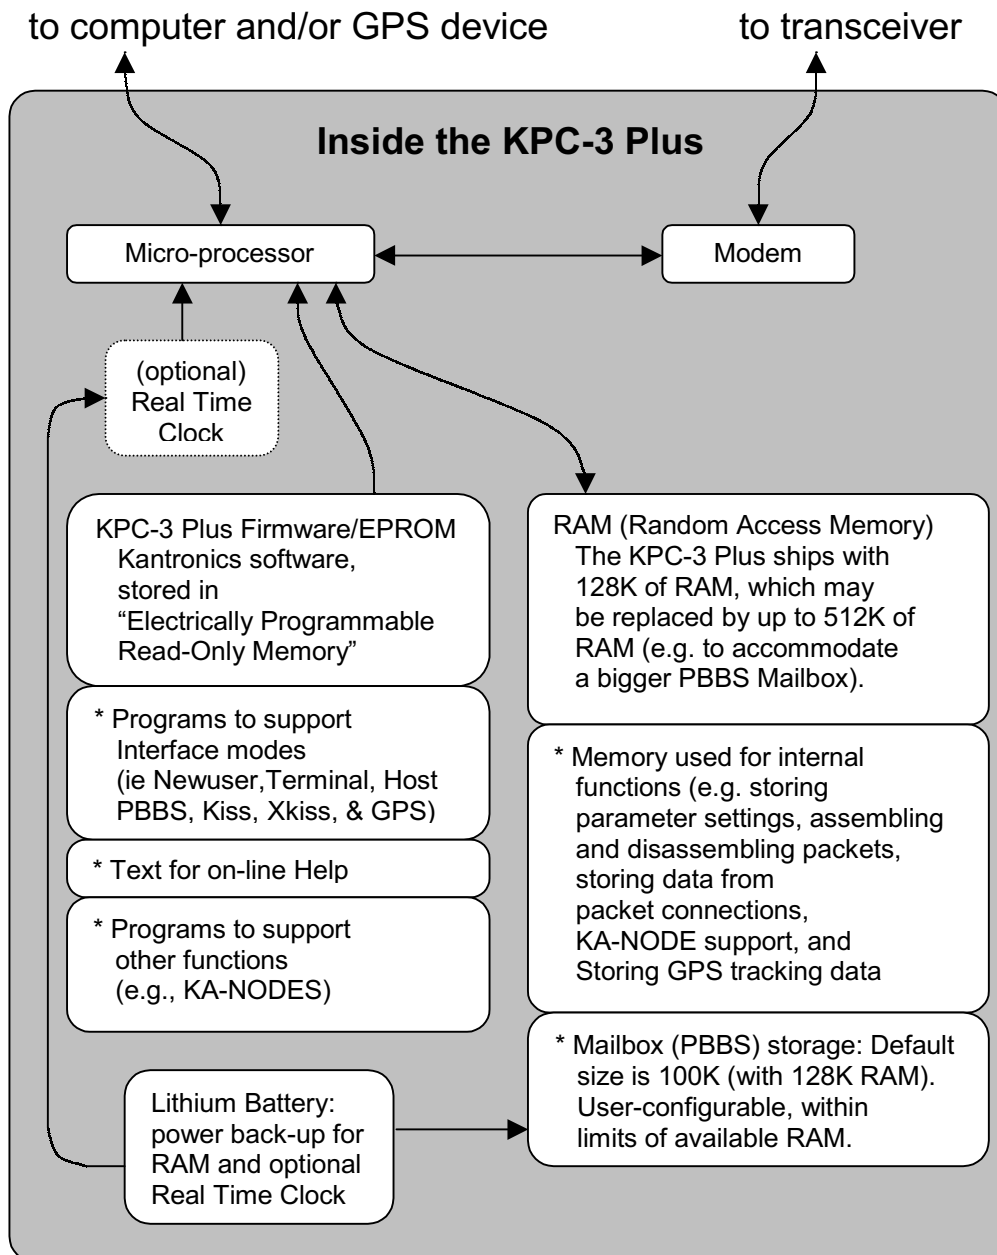 to computer and/or GPS device
to transceiver
Inside the KPC-3 Plus
Micro-processor
Modem
(optional)
Real Time
Clock
KPC-3 Plus Firmware/EPROM
Kantronics software,
stored in
“Electrically Programmable
Read-Only Memory”
* Programs to support
Interface modes
(ie Newuser,Terminal, Host
PBBS, Kiss, Xkiss, & GPS)
* Text for on-line Help
* Programs to support
other functions
(e.g., KA-NODES)
RAM (Random Access Memory)
The KPC-3 Plus ships with
128K of RAM, which may
be replaced by up to 512K of
RAM (e.g. to accommodate
a bigger PBBS Mailbox).
* Memory used for internal
functions (e.g. storing
parameter settings, assembling
and disassembling packets,
storing data from
packet connections,
KA-NODE support, and
Storing GPS tracking data
* Mailbox (PBBS) storage: Default
size is 100K (with 128K RAM).
User-configurable, within
limits of available RAM.
Lithium Battery:
power back-up for
RAM and optional
Real Time Clock